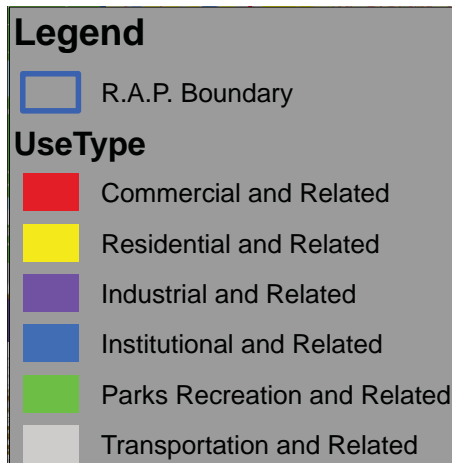 Legend
R.A.P. Boundary
UseType
Commercial and Related
Residential and Related
Industrial and Related
Institutional and Related
Parks Recreation and Related
Transportation and Related